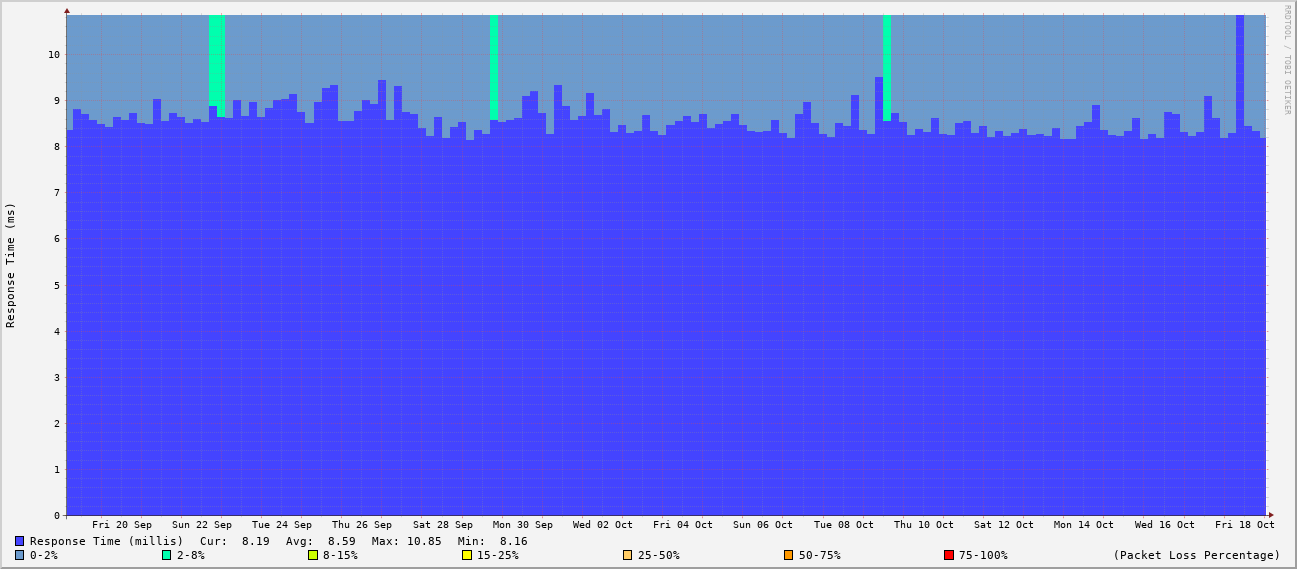 RRDTOOL / TOBI OETIKER
Response Time (ms)
10
9
8
7
6
5
4
3
2
1
0
Fri 20 Sep Sun 22 Sep Tue 24 Sep Thu 26 Sep Sat 28 Sep Mon 30 Sep Wed 02 Oct Fri 04 Oct Sun 06 Oct Tue 08 Oct Thu 10 Oct Sat 12 Oct Mon 14 Oct Wed 16 Oct Fri 18 Oct
Response Time (millis) Cur: 8.19 Avg: 8.59 Max: 10.85 Min: 8.16
0-2% 2-8% 8-15% 15-25% 25-50% 50-75% 75-100% (Packet Loss Percentage)